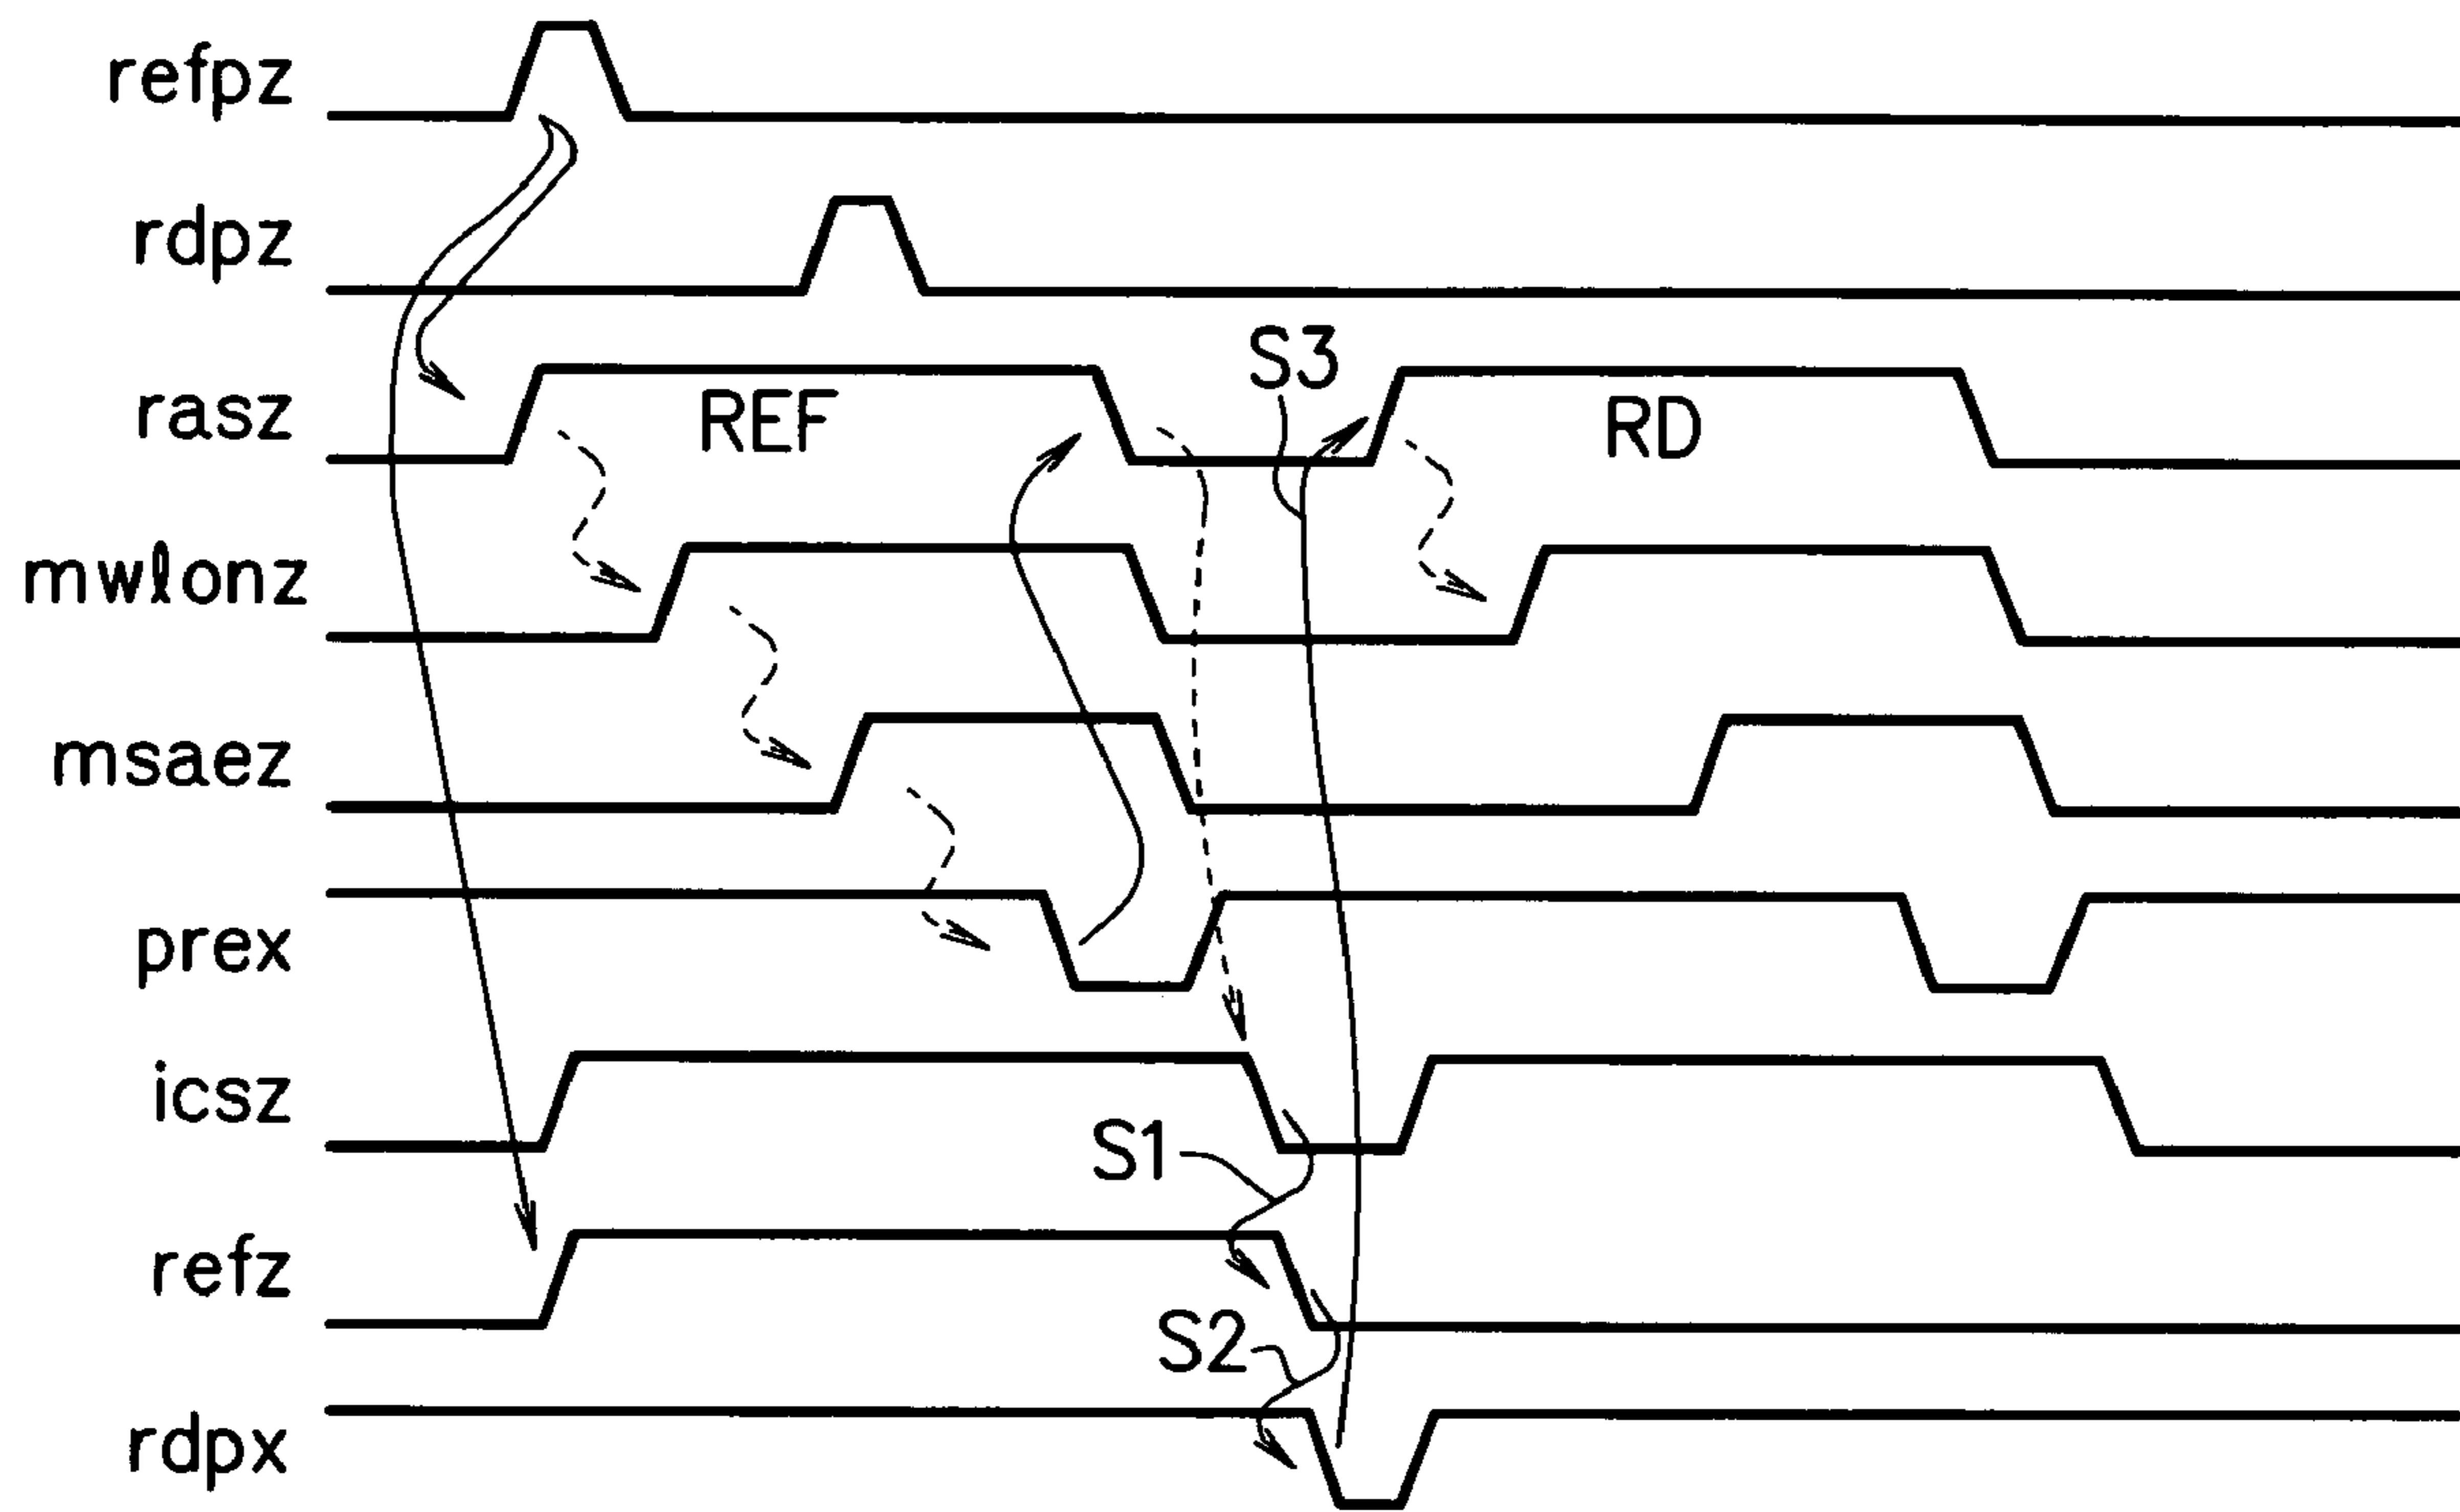 refpz
rdpz
S3
rasz REF RD
mwlonz
msaez
prex
icsz
S1
refz
S2
rdpx